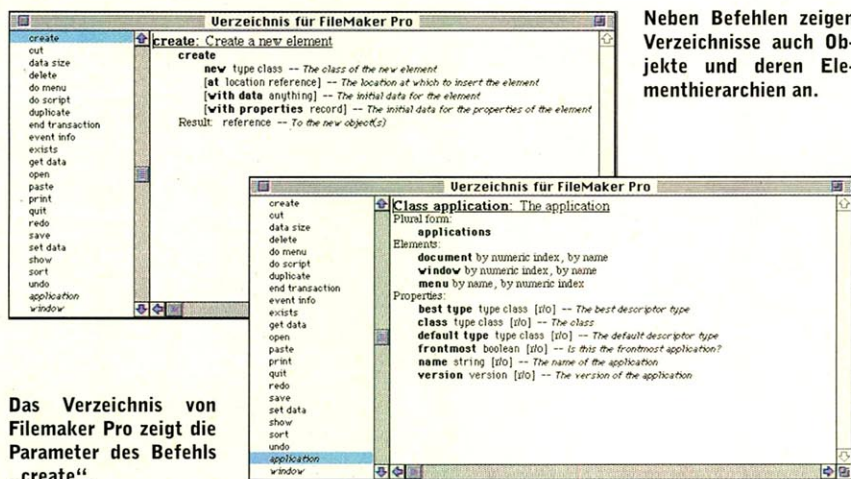 Verzeichnis für FileMaker Pro
create
cut
data size
delete
do menu
do script
duplicate
end transaction
event info
exists
get data
open
paste
print
quit
redo
save
set data
show
sort
undo
application
window
create: Create a new element
create
new type class -- The class of the new element
[at location reference] -- The location at which to insert the element
[with data anything] -- The initial data for the element
[with properties record] -- The initial data for the properties of the element
Result: reference -- To the new object(s)
Neben Befehlen zeigen
Verzeichnisse auch Ob-
jekte und deren Ele-
menthierarchien an.
Verzeichnis für FileMaker Pro
create
cut
data size
delete
do menu
do script
duplicate
end transaction
event info
exists
get data
open
paste
print
quit
redo
save
set data
show
sort
undo
application
window
Class application: The application
Plural form:
applications
Elements:
document by numeric index, by name
window by numeric index, by name
menu by name, by numeric index
Properties:
best type type class [r/o] -- The best descriptor type
class type class [r/o] -- The class
default type type class [r/o] -- The default descriptor type
frontmost boolean [r/o] -- Is this the frontmost application?
name string [r/o] -- The name of the application
version version [r/o] -- The version of the application
Das Verzeichnis von
Filemaker Pro zeigt die
Parameter des Befehls
„create“